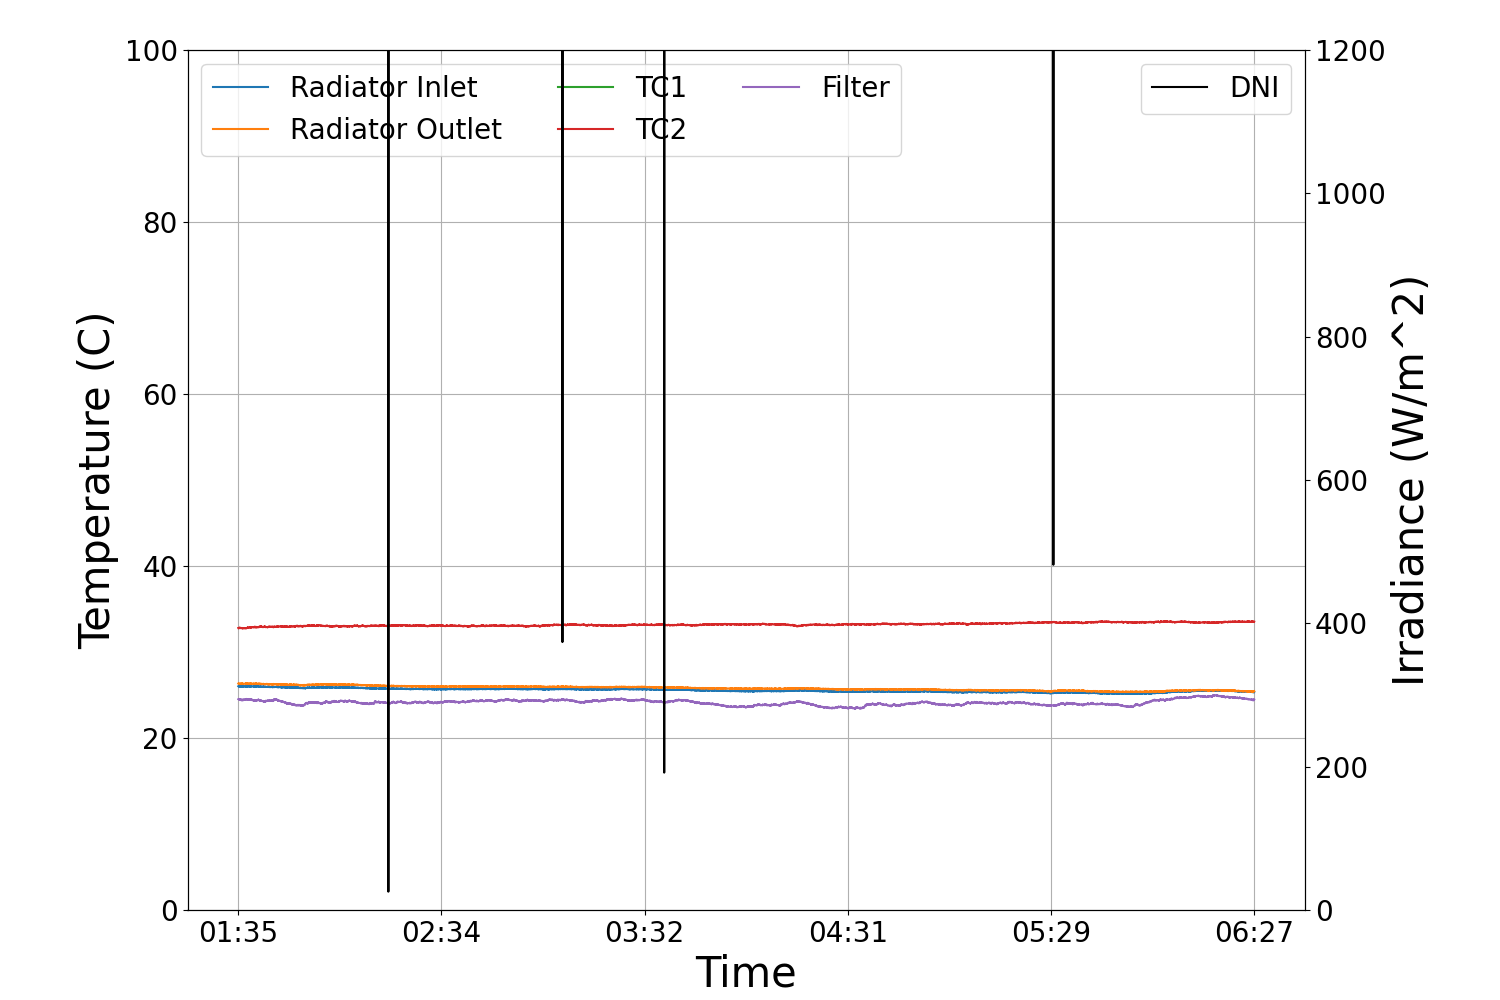 Radiator Inlet
Radiator Outlet
TC1
TC2
Filter
DNI
Temperature (C)
100
80
60
40
20
0
Irradiance (W/m^2)
1200
1000
800
600
400
200
0
01:35 02:34 03:32 04:31 05:29 06:27
Time